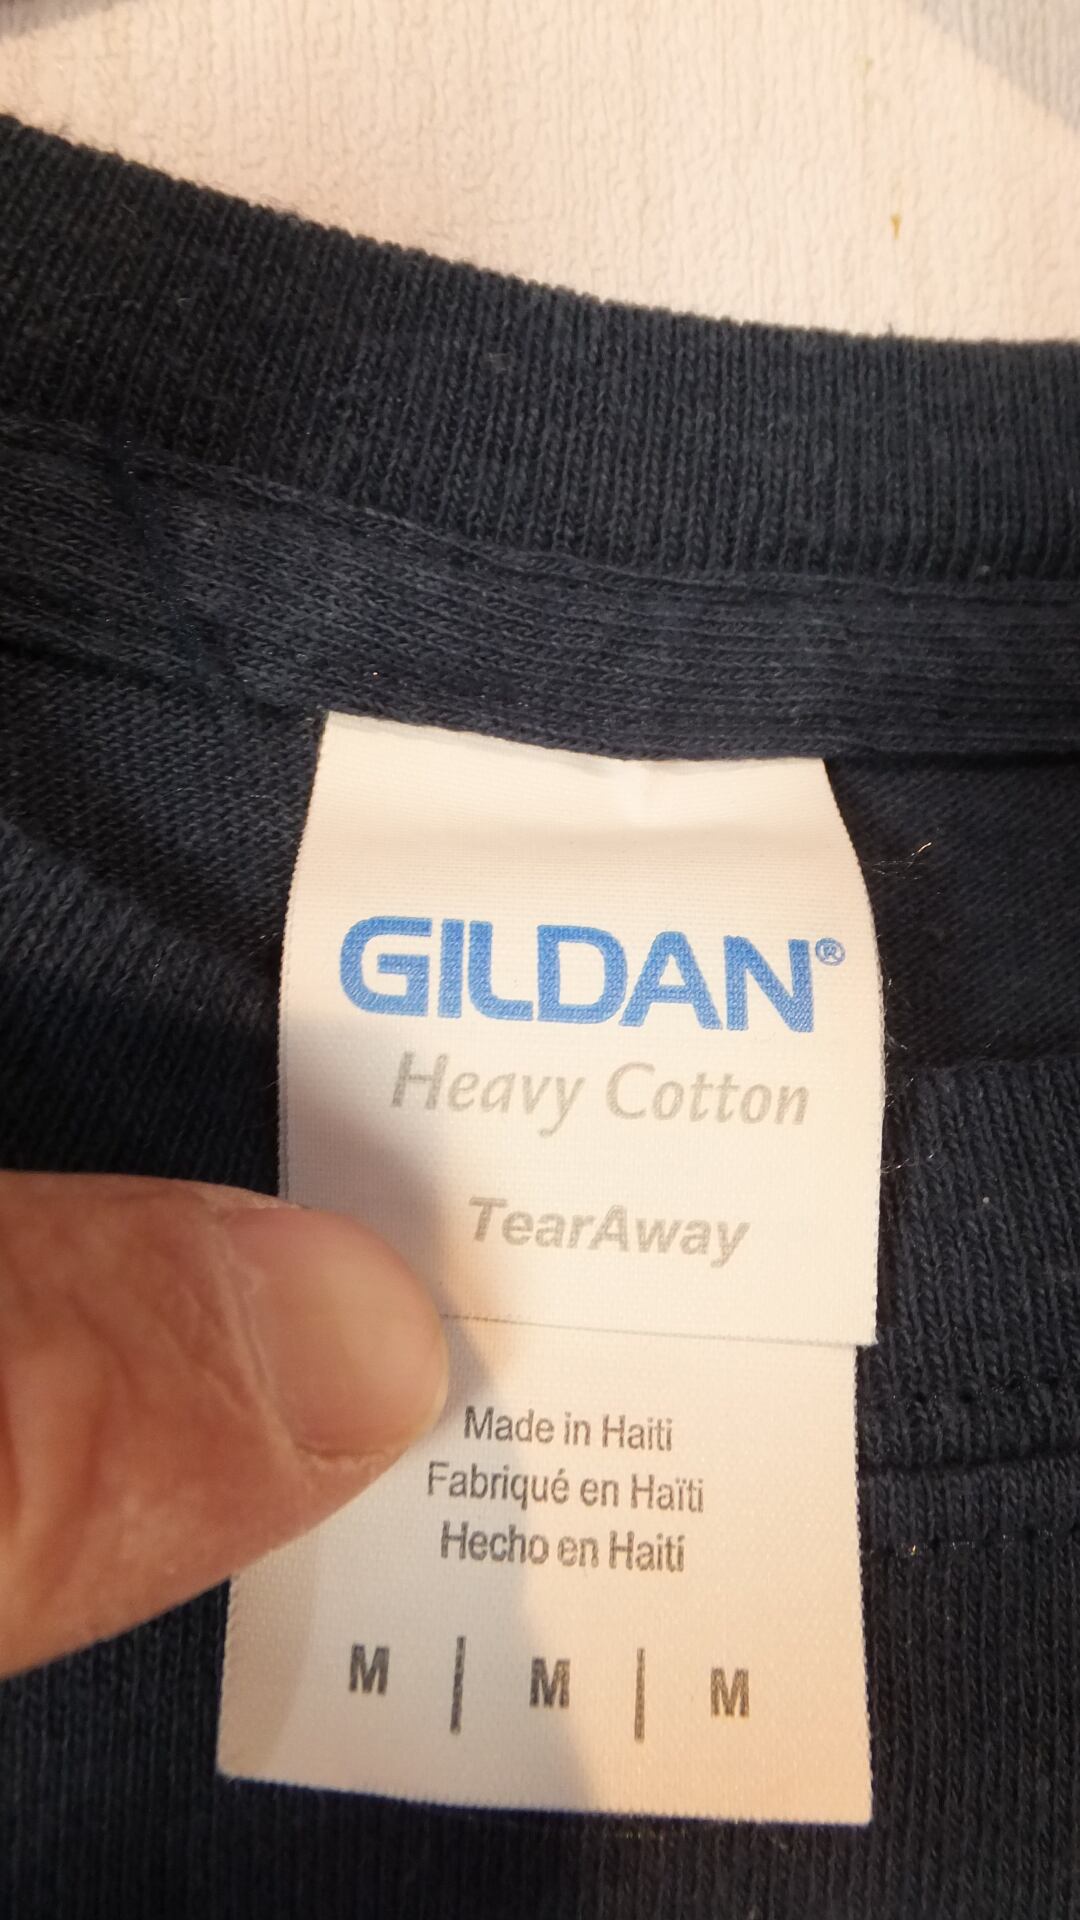 GILDAN®
Heavy Cotton
TearAway
Made in Haiti
Fabriqué en Haïti
Hecho en Haití
M | M | M